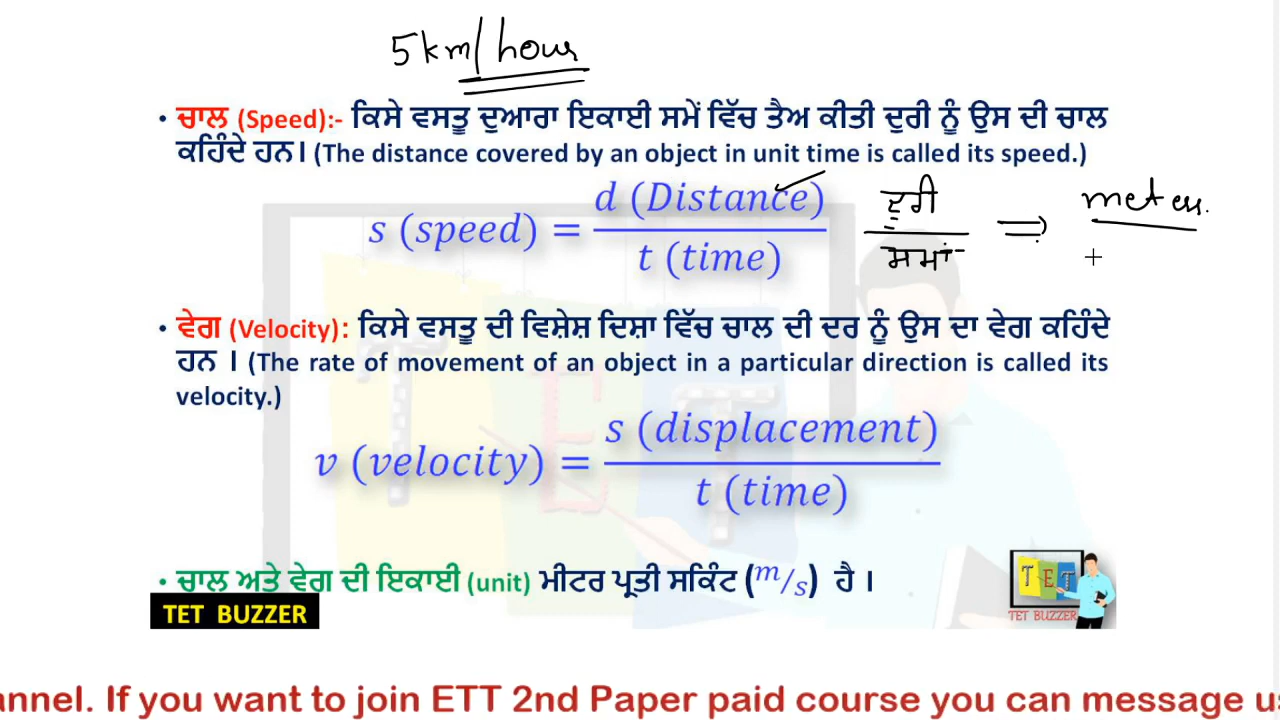 5km/hour
• ਚਾਲ (Speed):- ਕਿਸੇ ਵਸਤੂ ਦੁਆਰਾ ਇਕਾਈ ਸਮੇਂ ਵਿੱਚ ਤੈਅ ਕੀਤੀ ਦੁਰੀ ਨੂੰ ਉਸ ਦੀ ਚਾਲ
ਕਹਿੰਦੇ ਹਨ। (The distance covered by an object in unit time is called its speed.)
s (speed) = d (Distance) / t (time) ਦੂਰੀ / ਸਮਾਂ ⇒ meters
• ਵੇਗ (Velocity): ਕਿਸੇ ਵਸਤੂ ਦੀ ਵਿਸ਼ੇਸ਼ ਦਿਸ਼ਾ ਵਿੱਚ ਚਾਲ ਦੀ ਦਰ ਨੂੰ ਉਸ ਦਾ ਵੇਗ ਕਹਿੰਦੇ
ਹਨ । (The rate of movement of an object in a particular direction is called its
velocity.)
v (velocity) = s (displacement) / t (time)
• ਚਾਲ ਅਤੇ ਵੇਗ ਦੀ ਇਕਾਈ (unit) ਮੀਟਰ ਪ੍ਰਤੀ ਸਕਿੰਟ (m/s) ਹੈ ।
TET BUZZER
TET
TET BUZZER
annel. If you want to join ETT 2nd Paper paid course you can message us